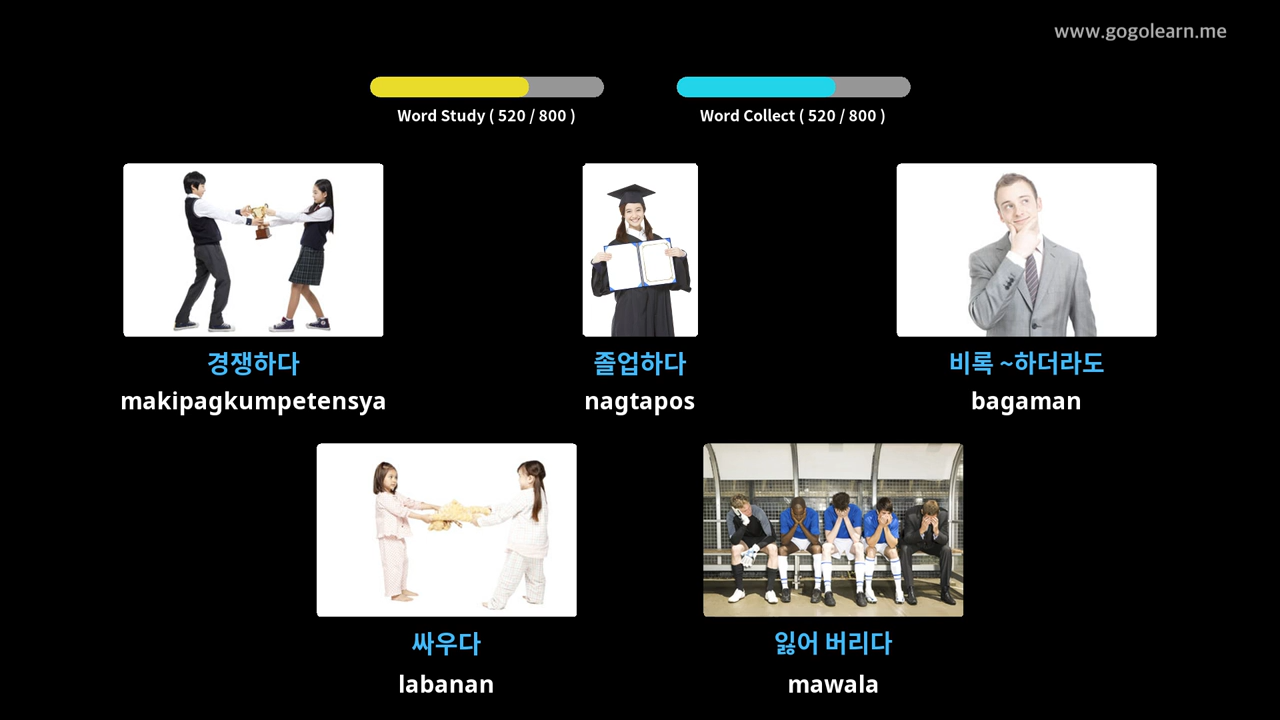 www.gogolearn.me
Word Study ( 520 / 800 )
Word Collect ( 520 / 800 )
경쟁하다
makipagkumpetensya
졸업하다
nagtapos
비록 ~하더라도
bagaman
싸우다
labanan
잃어 버리다
mawala